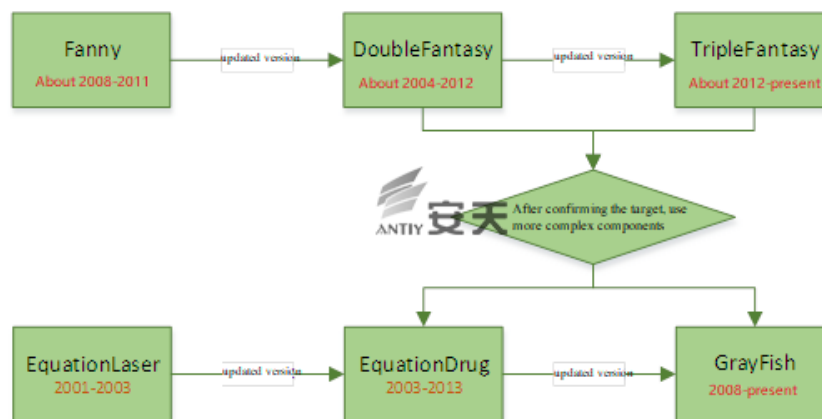 Fanny
About 2008-2011
updated version
DoubleFantasy
About 2004-2012
updated version
TripleFantasy
About 2012-present
ANTIY 安天
After confirming the target, use
more complex components
EquationLaser
2001-2003
updated version
EquationDrug
2003-2013
updated version
GrayFish
2008-present